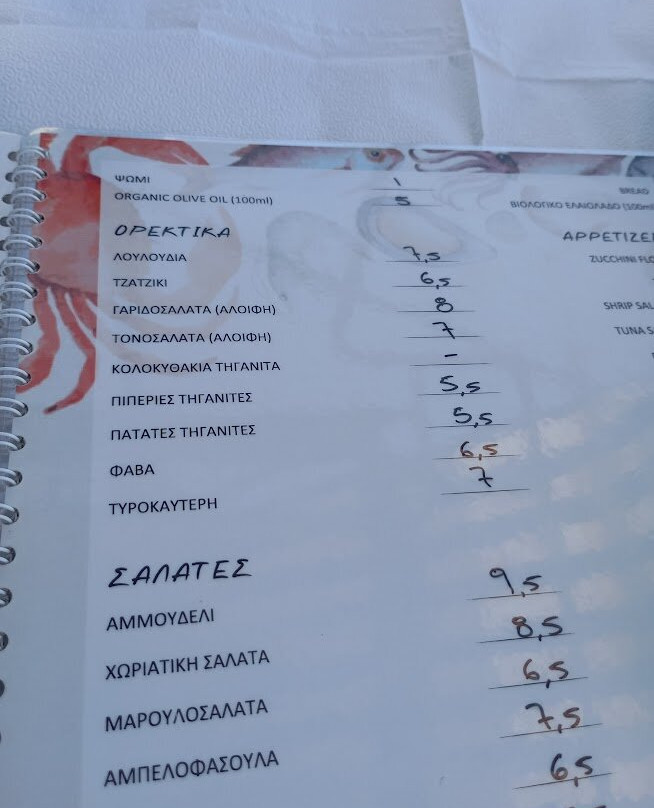 ΨΩΜΙ 1 BREAD
ORGANIC OLIVE OIL (100ml) 5 ΒΙΟΛΟΓΙΚΟ ΕΛΑΙΟΛΑΔΟ (100ml
ΟΡΕΚΤΙΚΑ APPETIZE
ΛΟΥΛΟΥΔΙΑ 7,5 ZUCCHINI FLO
ΤΖΑΤΖΙΚΙ 6,5
ΓΑΡΙΔΟΣΑΛΑΤΑ (ΑΛΟΙΦΗ) 8 SHRIP SAL
ΤΟΝΟΣΑΛΑΤΑ (ΑΛΟΙΦΗ) 7 TUNA S
ΚΟΛΟΚΥΘΑΚΙΑ ΤΗΓΑΝΙΤΑ -
ΠΙΠΕΡΙΕΣ ΤΗΓΑΝΙΤΕΣ 5,5
ΠΑΤΑΤΕΣ ΤΗΓΑΝΙΤΕΣ 5,5
ΦΑΒΑ 6,5
ΤΥΡΟΚΑΥΤΕΡΗ 7
ΣΑΛΑΤΕΣ
ΑΜΜΟΥΔΕΛΙ 9,5
ΧΩΡΙΑΤΙΚΗ ΣΑΛΑΤΑ 8,5
ΜΑΡΟΥΛΟΣΑΛΑΤΑ 6,5
ΑΜΠΕΛΟΦΑΣΟΥΛΑ 7,5
6,5